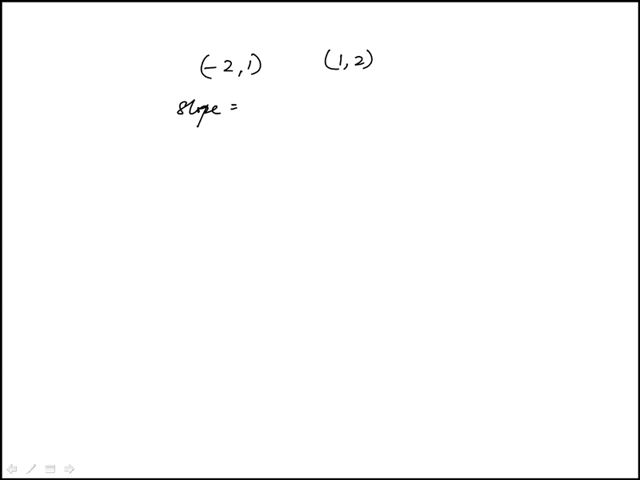 (-2,1) (1,2)
slope =